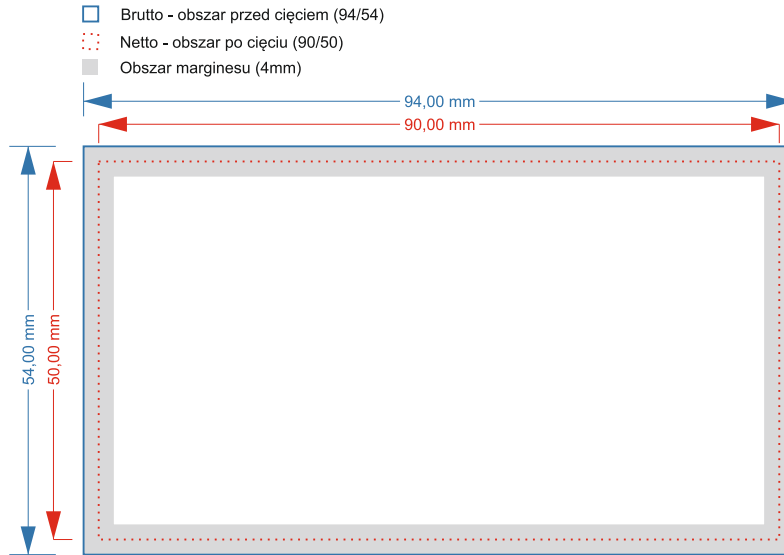 Brutto - obszar przed cięciem (94/54)
Netto - obszar po cięciu (90/50)
Obszar marginesu (4mm)
94,00 mm
90,00 mm
54,00 mm
50,00 mm